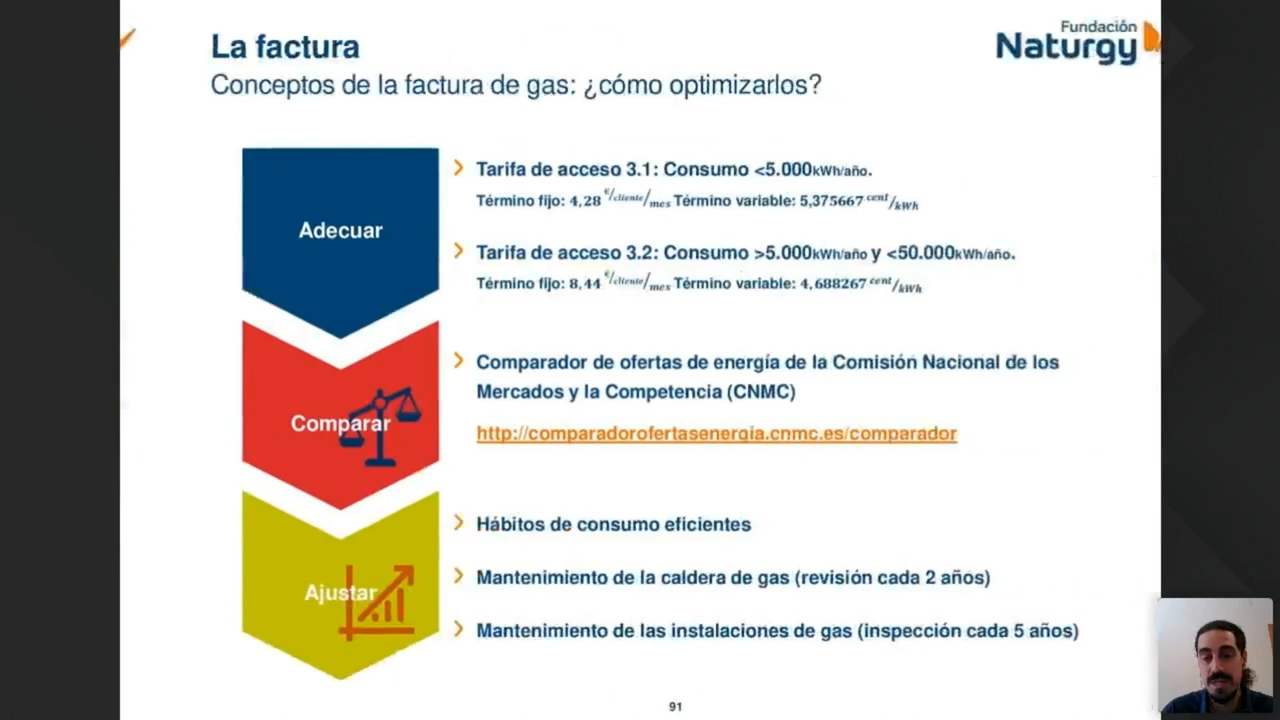 La factura
Fundación
Naturgy
Conceptos de la factura de gas: ¿cómo optimizarlos?
Adecuar
Tarifa de acceso 3.1: Consumo <5.000kWh/año.
Término fijo: 4,28 €/cliente/mes Término variable: 5,375667 cent/kWh
Tarifa de acceso 3.2: Consumo >5.000kWh/año y <50.000kWh/año.
Término fijo: 8,44 €/cliente/mes Término variable: 4,688267 cent/kWh
Comparar
Comparador de ofertas de energía de la Comisión Nacional de los
Mercados y la Competencia (CNMC)
http://comparadorofertasenergia.cnmc.es/comparador
Ajustar
Hábitos de consumo eficientes
Mantenimiento de la caldera de gas (revisión cada 2 años)
Mantenimiento de las instalaciones de gas (inspección cada 5 años)
91